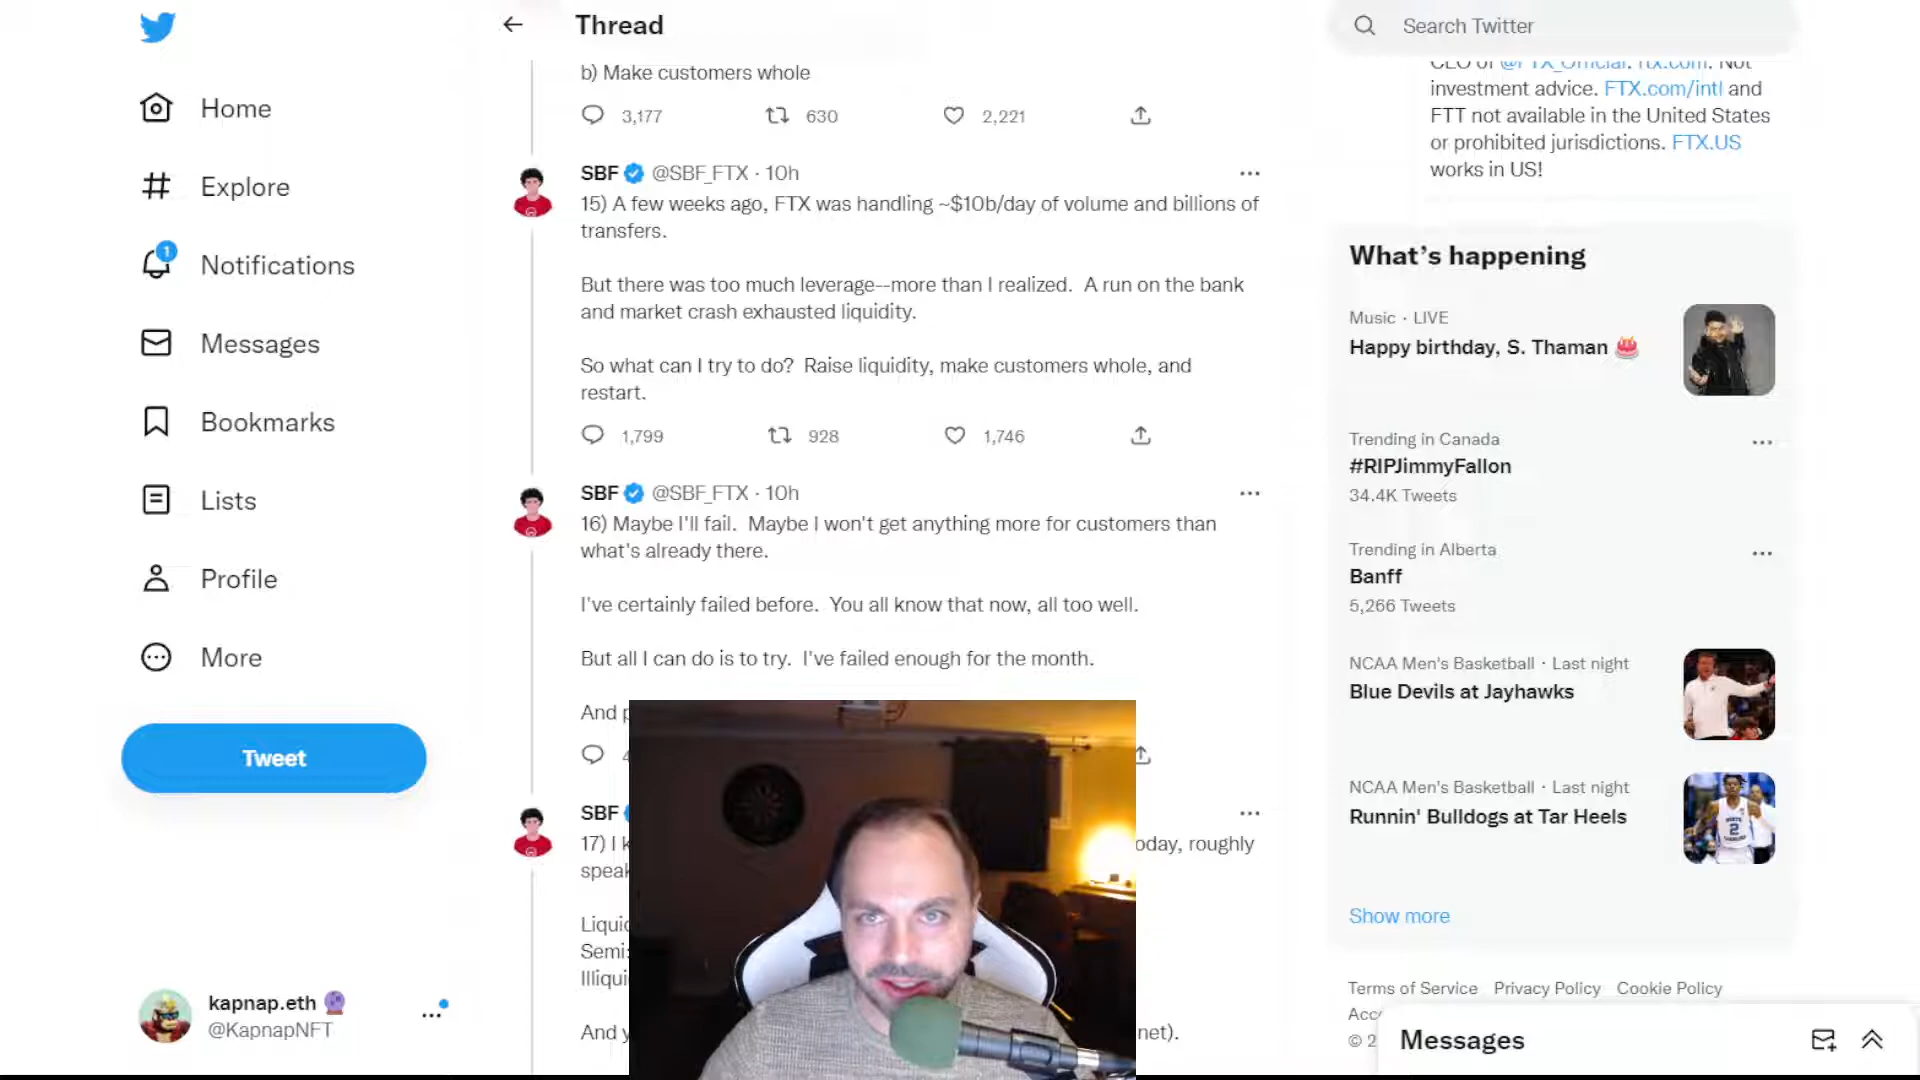 Home
Explore
1
Notifications
Messages
Bookmarks
Lists
Profile
More
Tweet
kapnap.eth
@KapnapNFT
Thread
b) Make customers whole
3,177 630 2,221
SBF @SBF_FTX · 10h
15) A few weeks ago, FTX was handling ~$10b/day of volume and billions of
transfers.
But there was too much leverage--more than I realized. A run on the bank
and market crash exhausted liquidity.
So what can I try to do? Raise liquidity, make customers whole, and
restart.
1,799 928 1,746
SBF @SBF_FTX · 10h
16) Maybe I'll fail. Maybe I won't get anything more for customers than
what's already there.
I've certainly failed before. You all know that now, all too well.
But all I can do is to try. I've failed enough for the month.
And
SBF
17) I roughly
And
net).
Search Twitter
CEO of @FTX_Official. ftx.com. Not
investment advice. FTX.com/intl and
FTT not available in the United States
or prohibited jurisdictions. FTX.US
works in US!
What's happening
Music · LIVE
Happy birthday, S. Thaman
Trending in Canada
#RIPJimmyFallon
34.4K Tweets
Trending in Alberta
Banff
5,266 Tweets
NCAA Men's Basketball · Last night
Blue Devils at Jayhawks
NCAA Men's Basketball · Last night
Runnin' Bulldogs at Tar Heels
Show more
Terms of Service Privacy Policy Cookie Policy
© 2
Messages